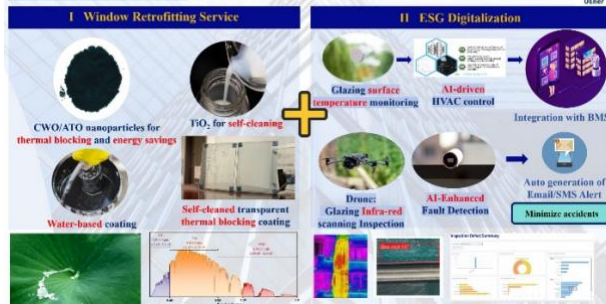 I Window Retrofitting Service
CWO/ATO nanoparticles for
thermal blocking and energy savings
TiO2 for self-cleaning
Water-based coating
Self-cleaned transparent
thermal blocking coating
II ESG Digitalization
Glazing surface
temperature monitoring
AI-driven
HVAC control
Integration with BMS
Drone:
Glazing Infra-red
scanning Inspection
AI-Enhanced
Fault Detection
Auto generation of
Email/SMS Alert
Minimize accidents
Inspection Defect Summary